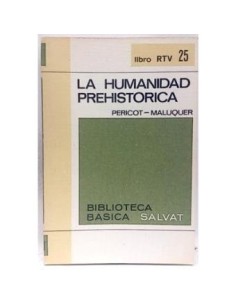 libro RTV 25
LA HUMANIDAD
PREHISTORICA
PERICOT – MALUQUER
BIBLIOTECA
BASICA SALVAT